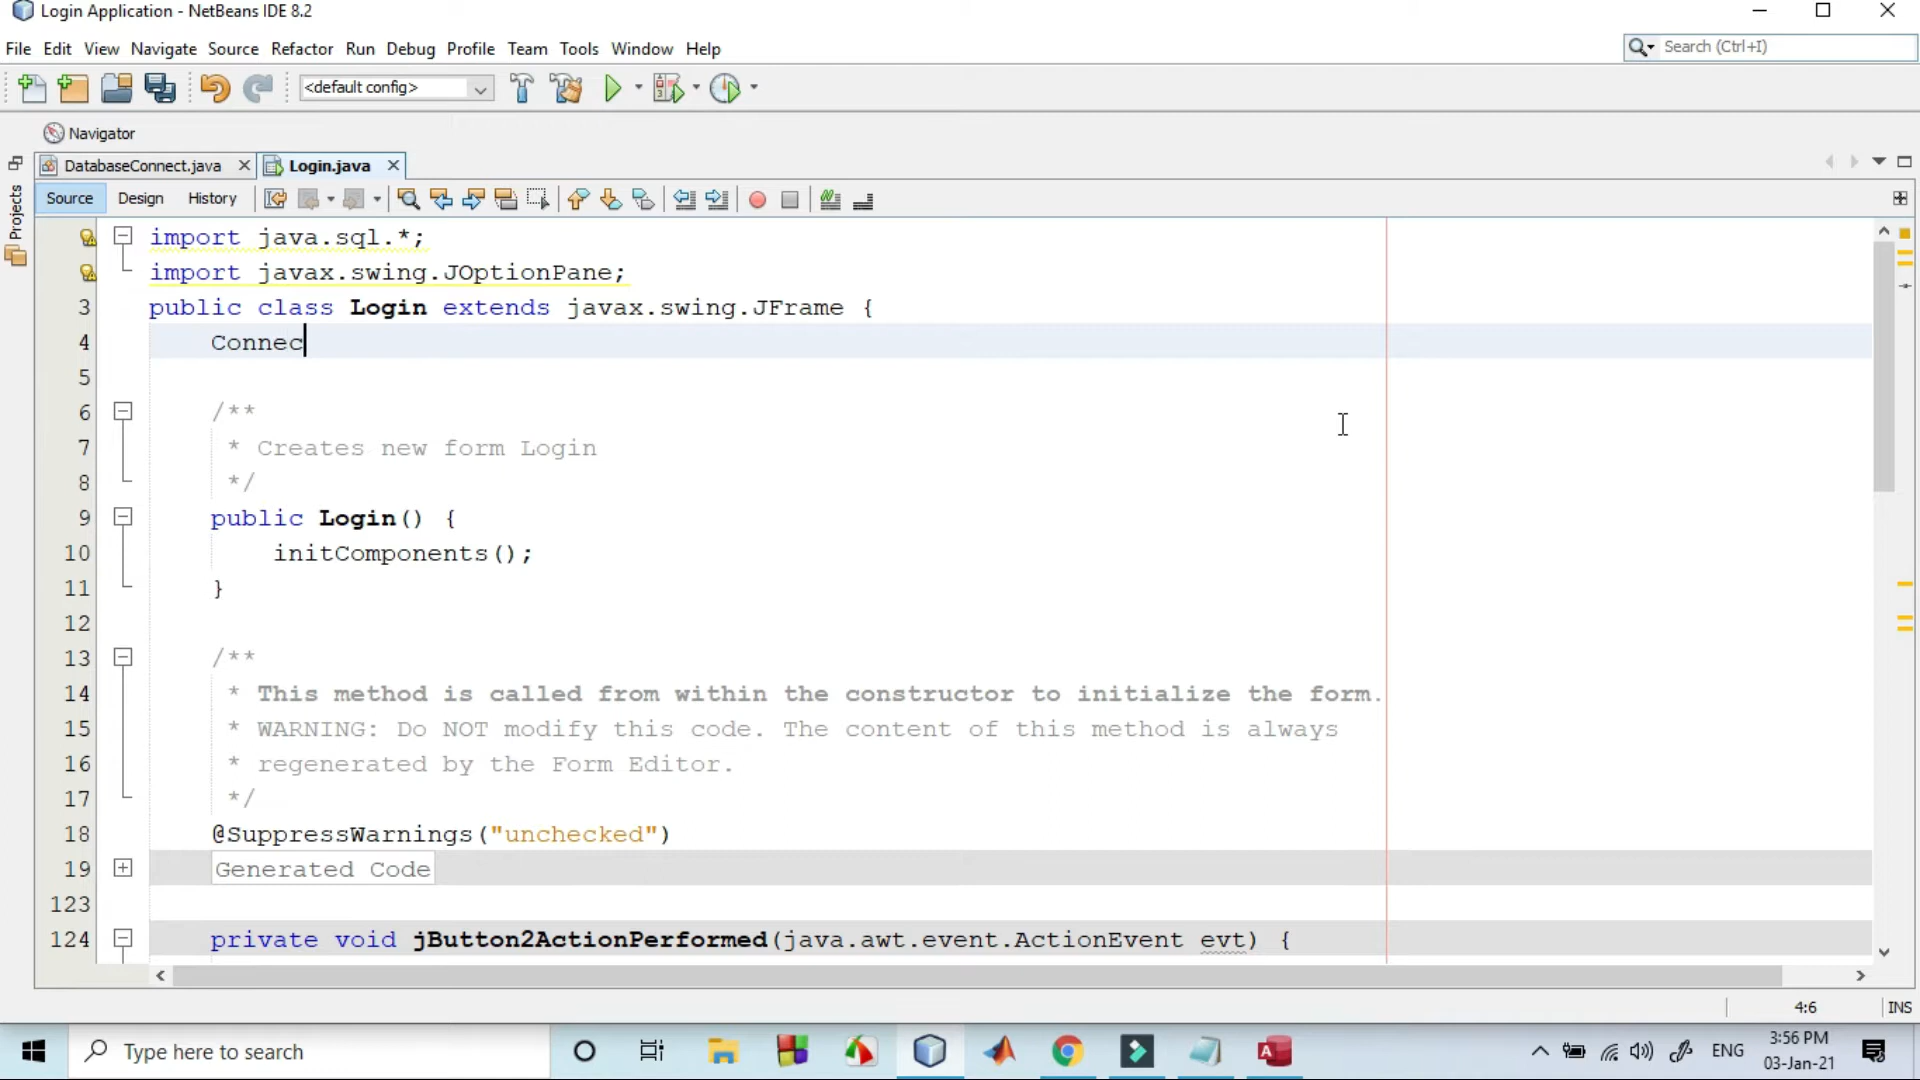 Login Application - NetBeans IDE 8.2
File Edit View Navigate Source Refactor Run Debug Profile Team Tools Window Help
Search (Ctrl+I)
<default config>
Navigator
Projects
DatabaseConnect.java Login.java
Source Design History
import java.sql.*;
import javax.swing.JOptionPane;
3 public class Login extends javax.swing.JFrame {
4 Connec
5
6 /**
7 * Creates new form Login
8 */
9 public Login() {
10 initComponents();
11 }
12
13 /**
14 * This method is called from within the constructor to initialize the form.
15 * WARNING: Do NOT modify this code. The content of this method is always
16 * regenerated by the Form Editor.
17 */
18 @SuppressWarnings("unchecked")
19 Generated Code
123
124 private void jButton2ActionPerformed(java.awt.event.ActionEvent evt) {
4:6 INS
Type here to search
ENG
3:56 PM
03-Jan-21